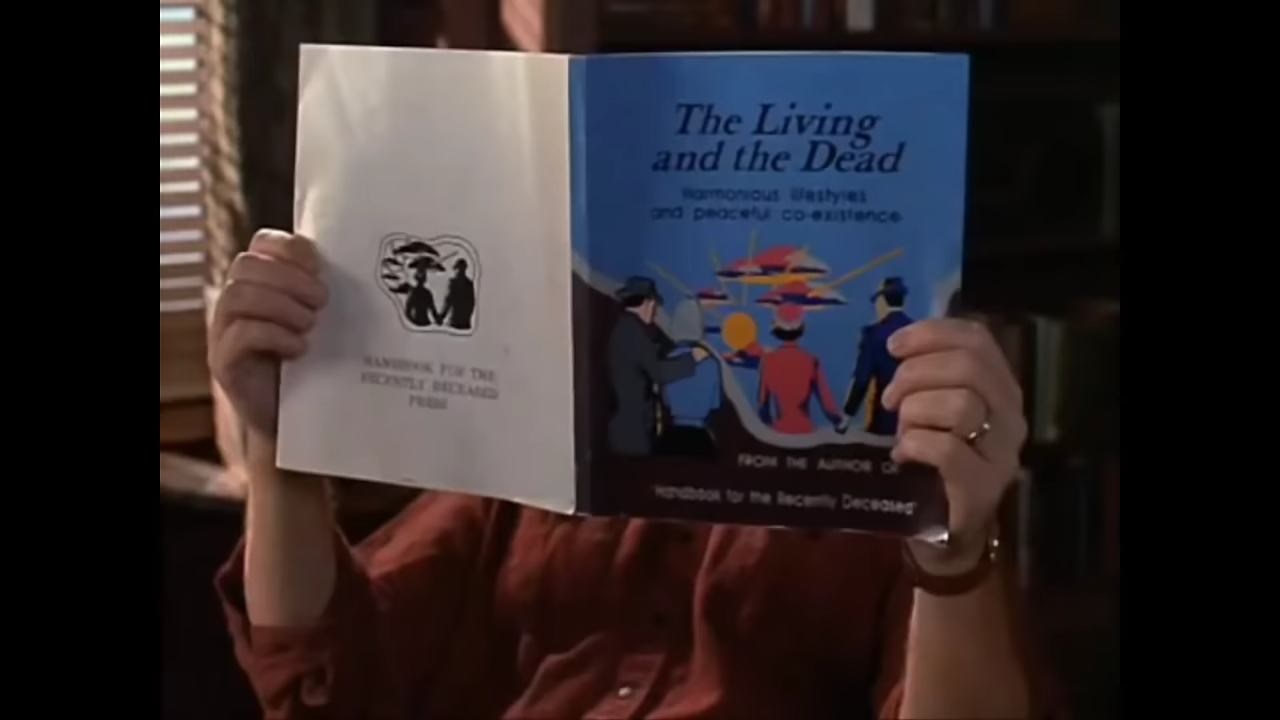 The Living
and the Dead
Harmonious lifestyles
and peaceful co-existence
FROM THE AUTHOR OF
"Handbook for the Recently Deceased"
HANDBOOK FOR THE
RECENTLY DECEASED
PRESS